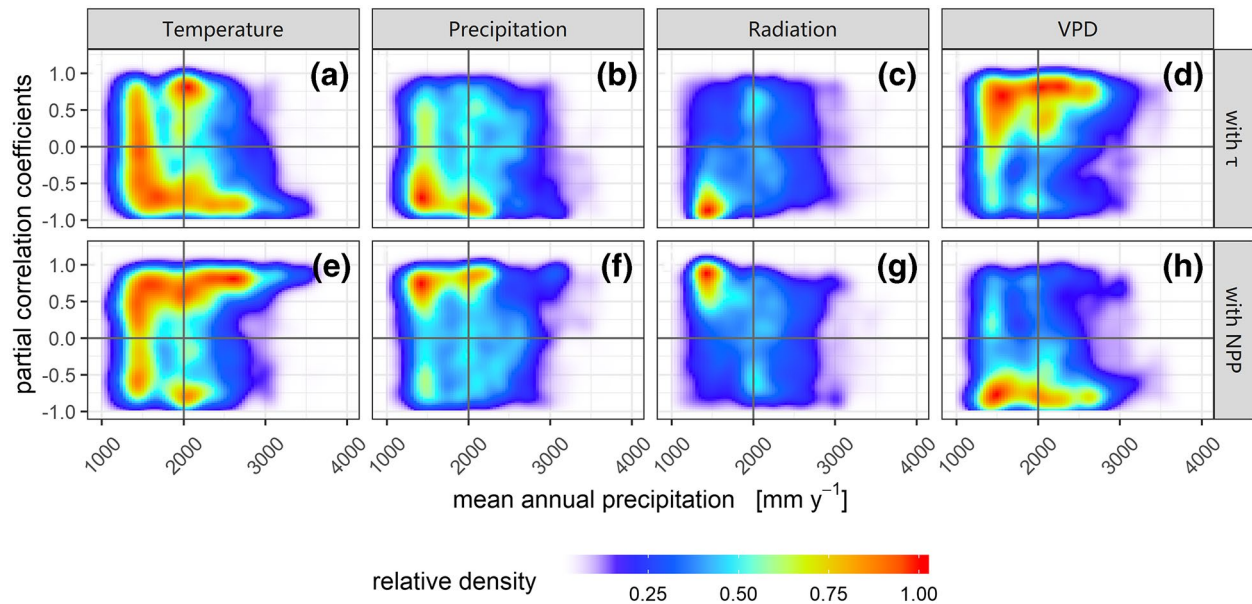 Temperature Precipitation Radiation VPD
(a) (b) (c) (d)
1.0
0.5
0.0
-0.5
-1.0
with τ
(e) (f) (g) (h)
1.0
0.5
0.0
-0.5
-1.0
with NPP
partial correlation coefficients
1000 2000 3000 4000 1000 2000 3000 4000 1000 2000 3000 4000 1000 2000 3000 4000
mean annual precipitation [mm y⁻¹]
relative density
0.25 0.50 0.75 1.00